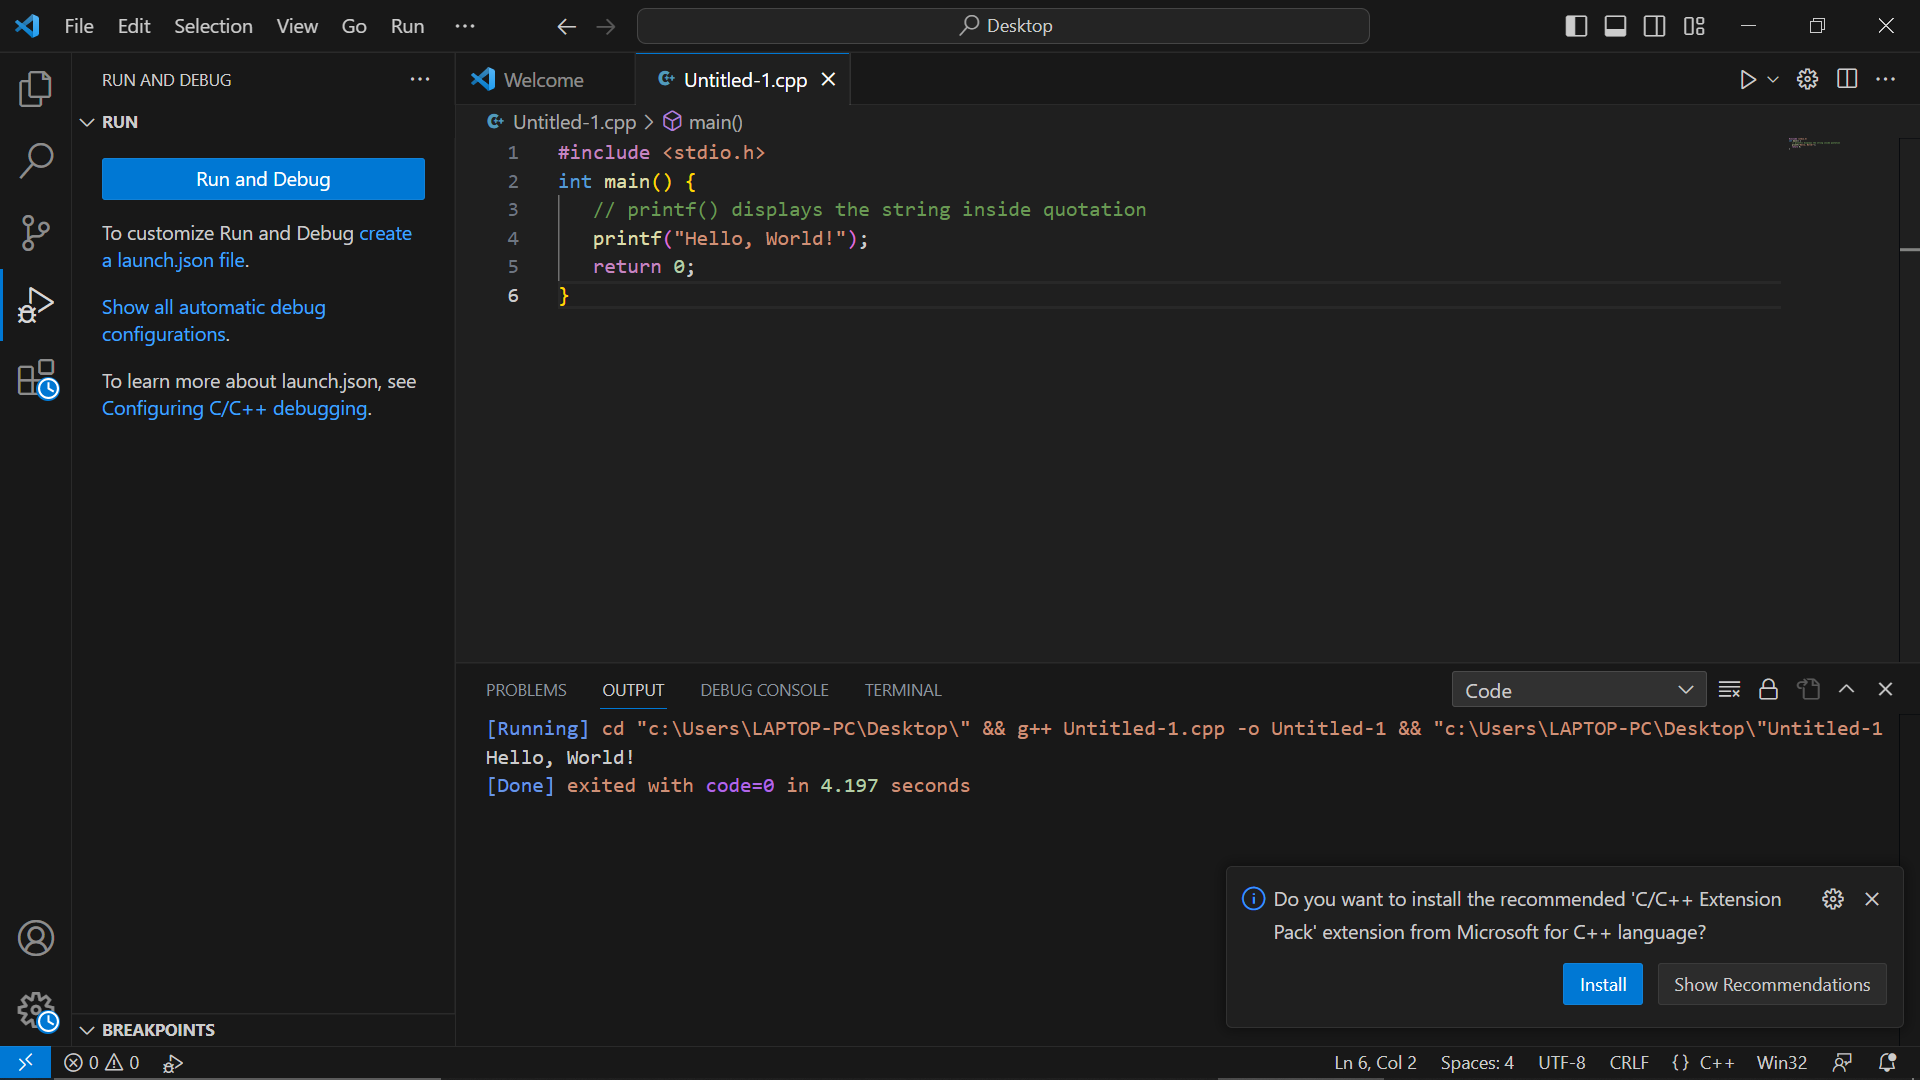 File Edit Selection View Go Run ··· Desktop
RUN AND DEBUG ···
RUN
Run and Debug
To customize Run and Debug create
a launch.json file.
Show all automatic debug
configurations.
To learn more about launch.json, see
Configuring C/C++ debugging.
BREAKPOINTS
Welcome Untitled-1.cpp
Untitled-1.cpp > main()
1 #include <stdio.h>
2 int main() {
3 // printf() displays the string inside quotation
4 printf("Hello, World!");
5 return 0;
6 }
PROBLEMS OUTPUT DEBUG CONSOLE TERMINAL Code
[Running] cd "c:\Users\LAPTOP-PC\Desktop\" && g++ Untitled-1.cpp -o Untitled-1 && "c:\Users\LAPTOP-PC\Desktop\"Untitled-1
Hello, World!
[Done] exited with code=0 in 4.197 seconds
Do you want to install the recommended 'C/C++ Extension
Pack' extension from Microsoft for C++ language?
Install Show Recommendations
0 0 Ln 6, Col 2 Spaces: 4 UTF-8 CRLF {} C++ Win32